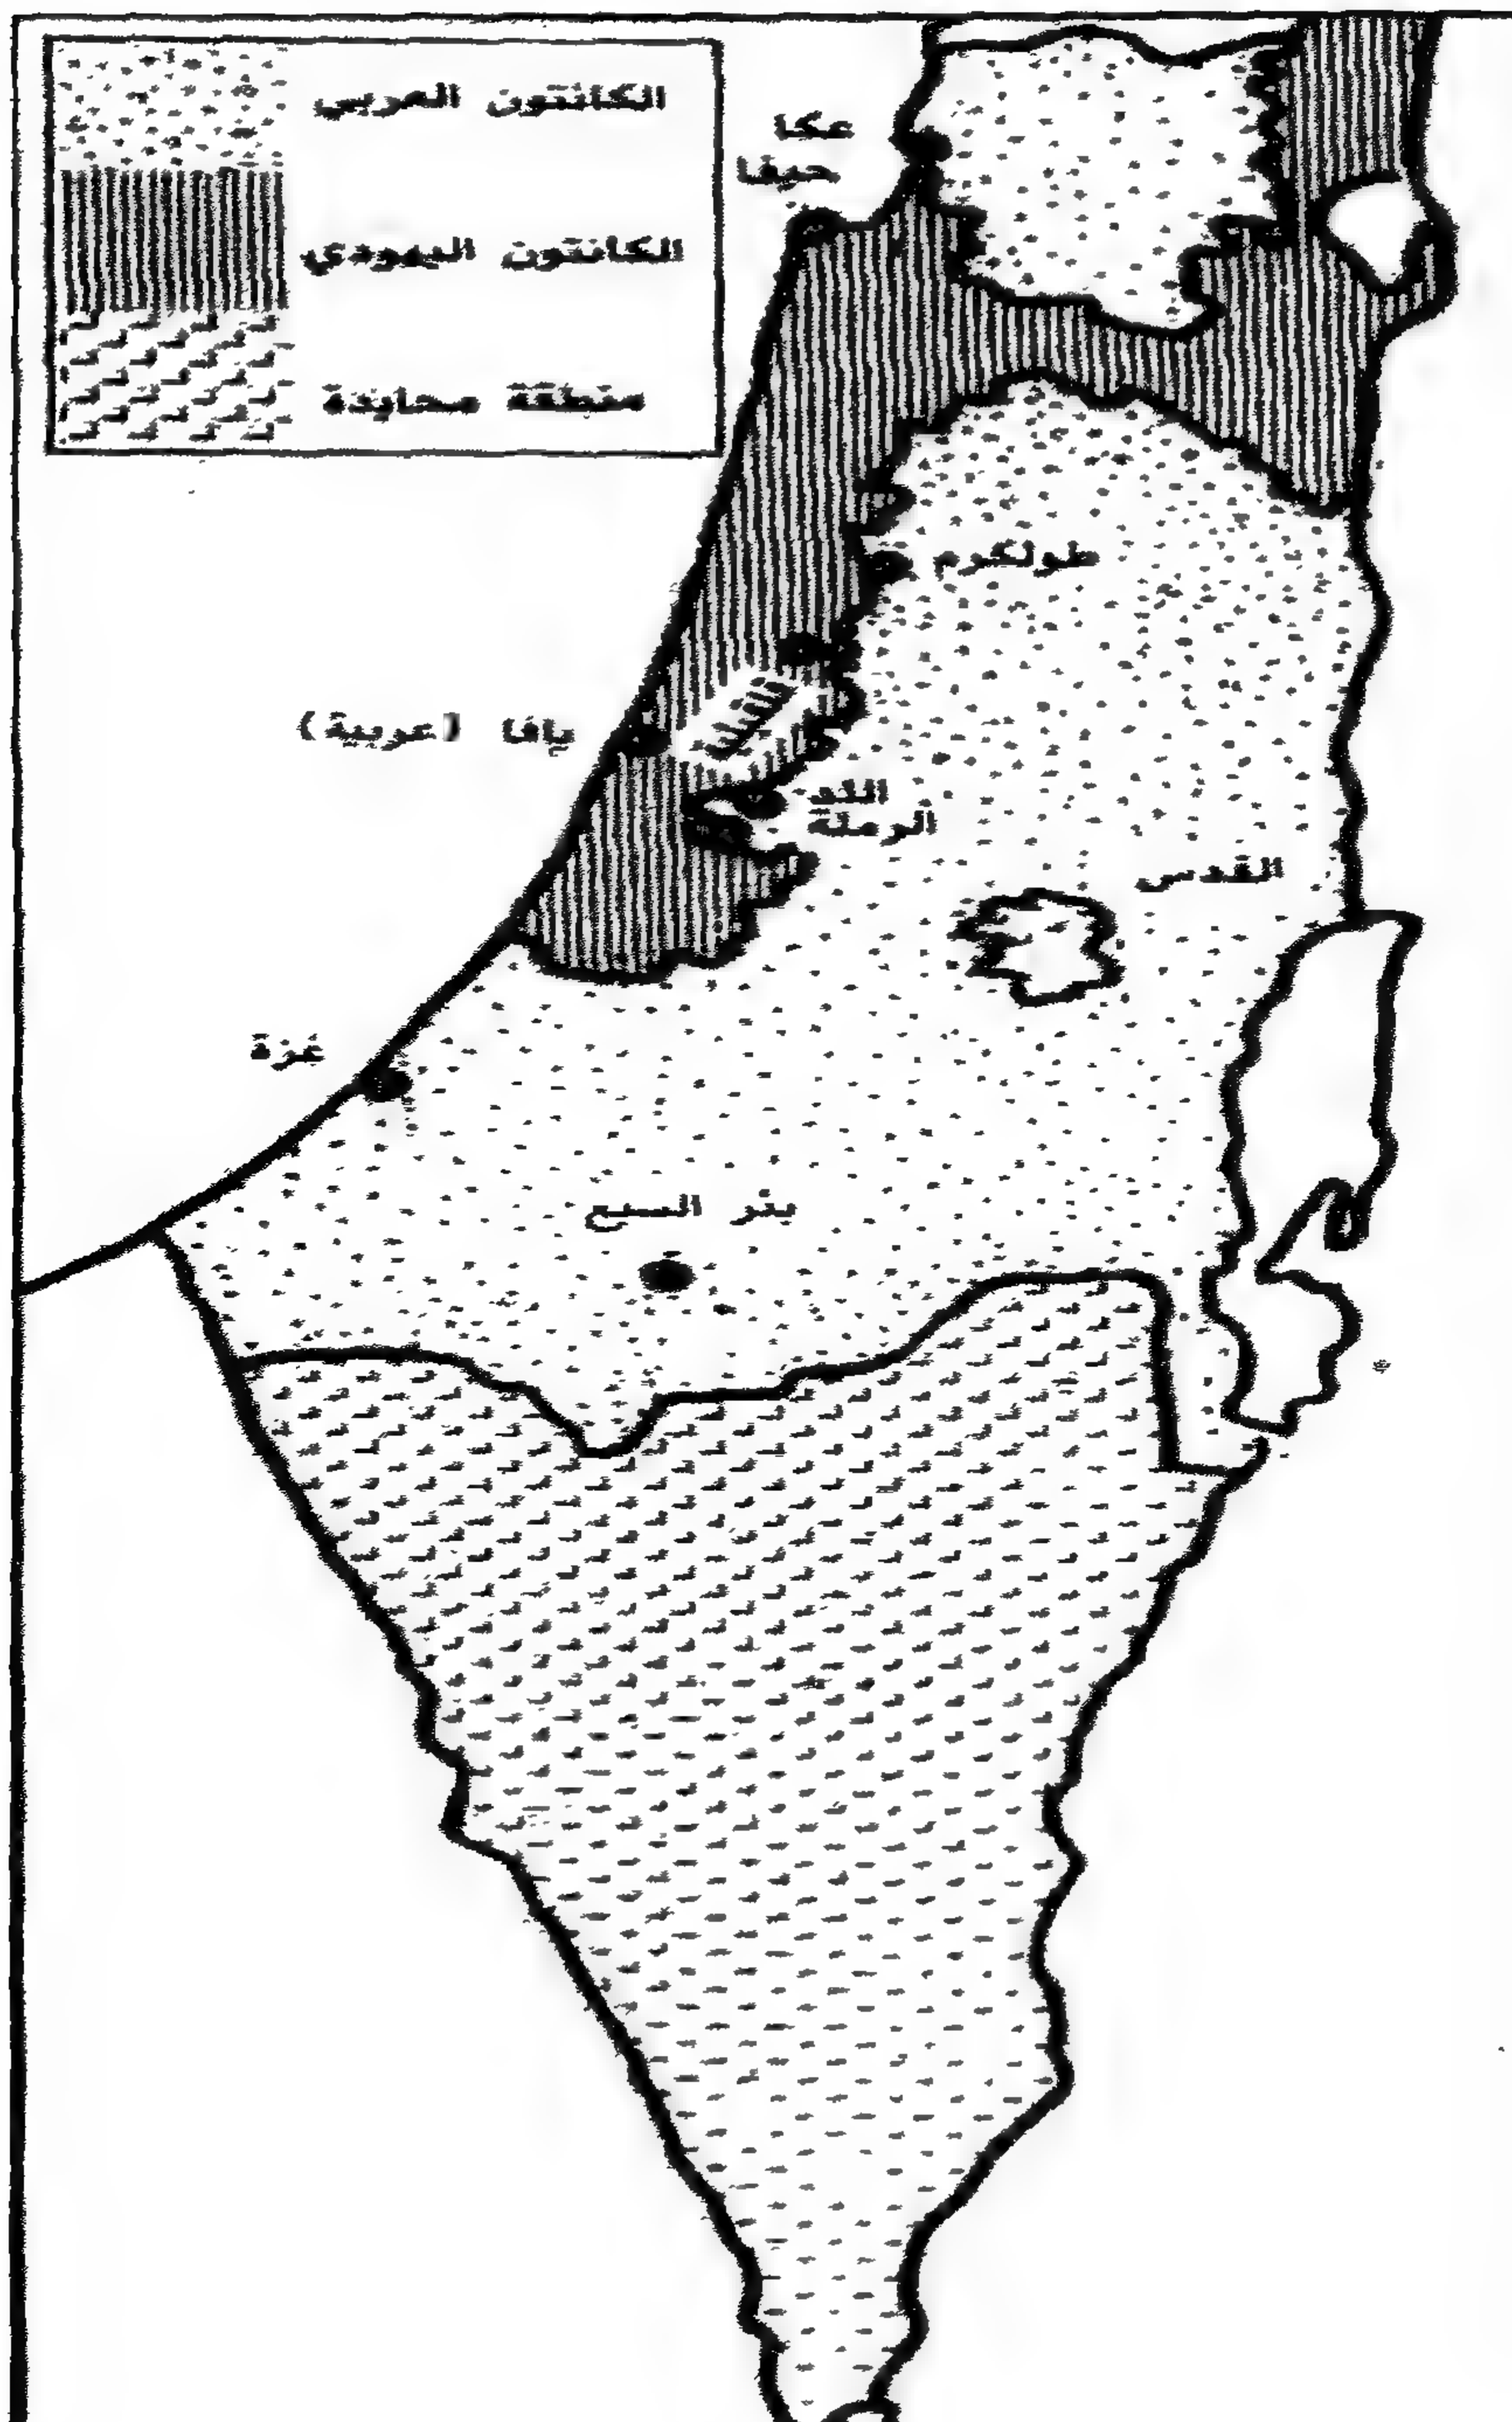 الكانتون العربي
الكانتون اليهودي
منطقة محايدة
عكا
حيفا
طولكرم
يافا (عربية)
اللد
الرملة
القدس
غزة
بئر السبع